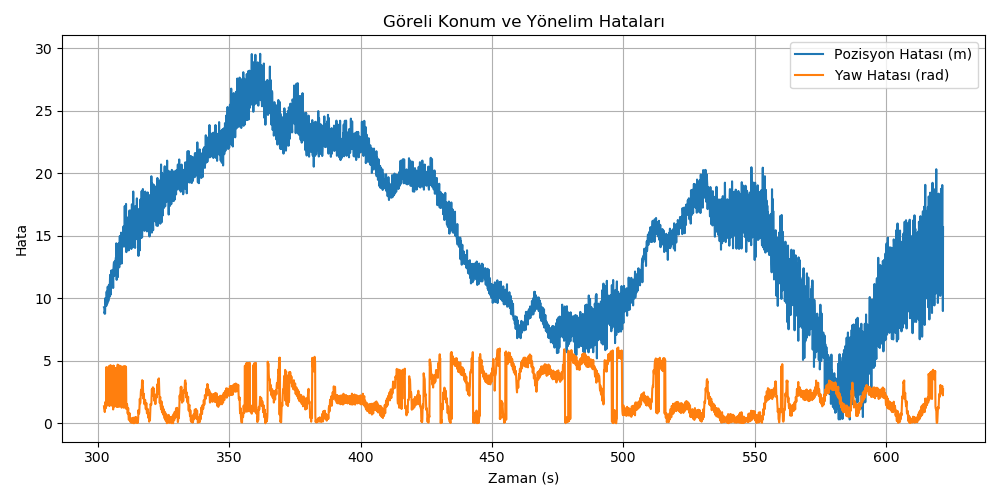 Göreli Konum ve Yönelim Hataları
Pozisyon Hatası (m)
Yaw Hatası (rad)
Hata
30
25
20
15
10
5
0
300
350
400
450
500
550
600
Zaman (s)